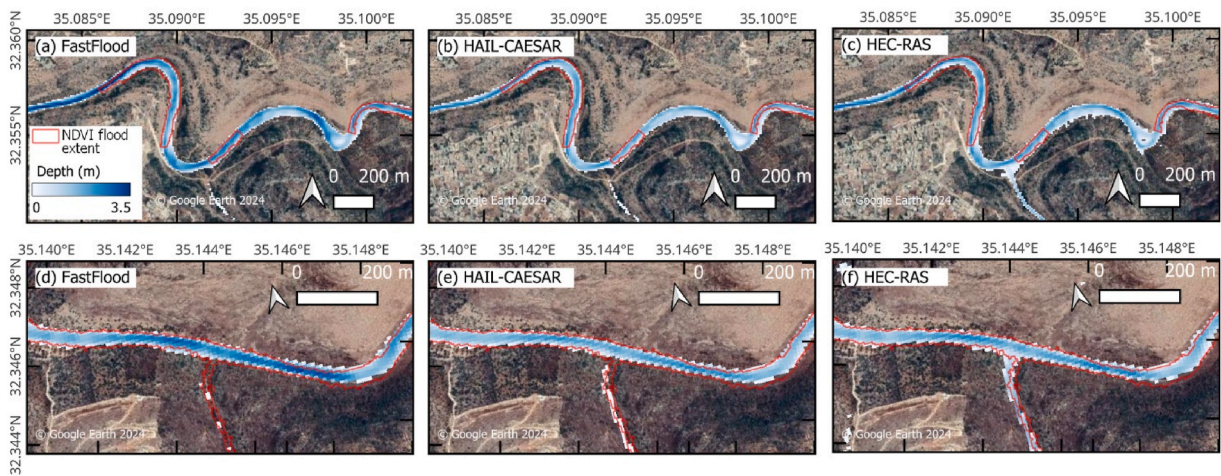 35.085°E 35.090°E 35.095°E 35.100°E 35.085°E 35.090°E 35.095°E 35.100°E 35.085°E 35.090°E 35.095°E 35.100°E
32.360°N
(a) FastFlood
(b) HAIL-CAESAR
(c) HEC-RAS
32.355°N
NDVI flood
extent
Depth (m)
0 3.5
0 200 m
© Google Earth 2024
0 200 m
© Google Earth 2024
0 200 m
© Google Earth 2024
35.140°E 35.142°E 35.144°E 35.146°E 35.148°E 35.140°E 35.142°E 35.144°E 35.146°E 35.148°E 35.140°E 35.142°E 35.144°E 35.146°E 35.148°E
32.348°N
(d) FastFlood
0 200 m
(e) HAIL-CAESAR
0 200 m
(f) HEC-RAS
0 200 m
32.346°N
32.344°N
© Google Earth 2024
© Google Earth 2024
© Google Earth 2024